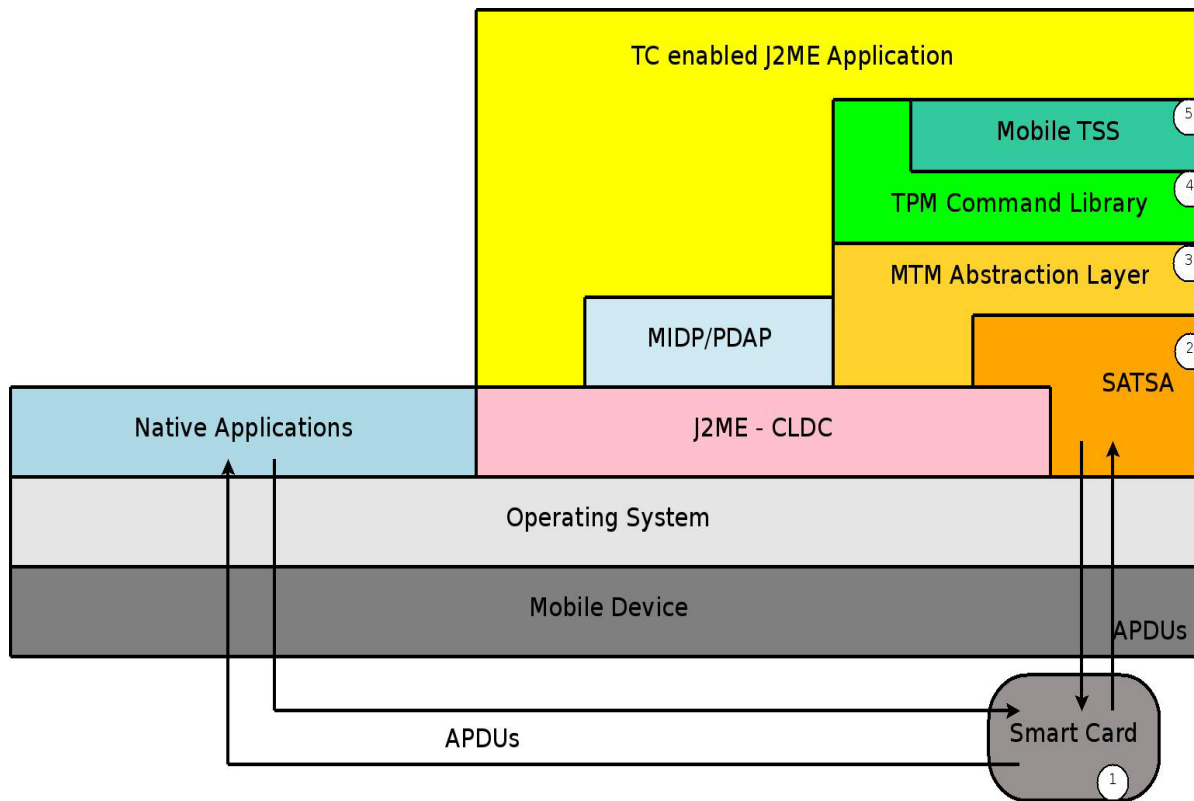 TC enabled J2ME Application
5
Mobile TSS
4
TPM Command Library
3
MTM Abstraction Layer
MIDP/PDAP
2
SATSA
Native Applications
J2ME - CLDC
Operating System
Mobile Device
APDUs
APDUs
Smart Card
1